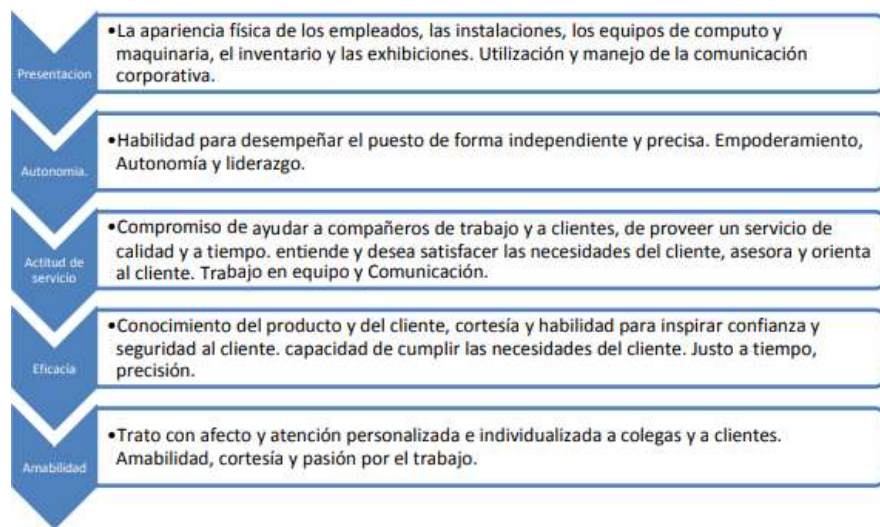 Presentacion
•La apariencia física de los empleados, las instalaciones, los equipos de computo y
maquinaria, el inventario y las exhibiciones. Utilización y manejo de la comunicación
corporativa.
Autonomia.
•Habilidad para desempeñar el puesto de forma independiente y precisa. Empoderamiento,
Autonomía y liderazgo.
Actitud de
servicio
•Compromiso de ayudar a compañeros de trabajo y a clientes, de proveer un servicio de
calidad y a tiempo. entiende y desea satisfacer las necesidades del cliente, asesora y orienta
al cliente. Trabajo en equipo y Comunicación.
Eficacia
•Conocimiento del producto y del cliente, cortesía y habilidad para inspirar confianza y
seguridad al cliente. capacidad de cumplir las necesidades del cliente. Justo a tiempo,
precisión.
Amabilidad
•Trato con afecto y atención personalizada e individualizada a colegas y a clientes.
Amabilidad, cortesía y pasión por el trabajo.